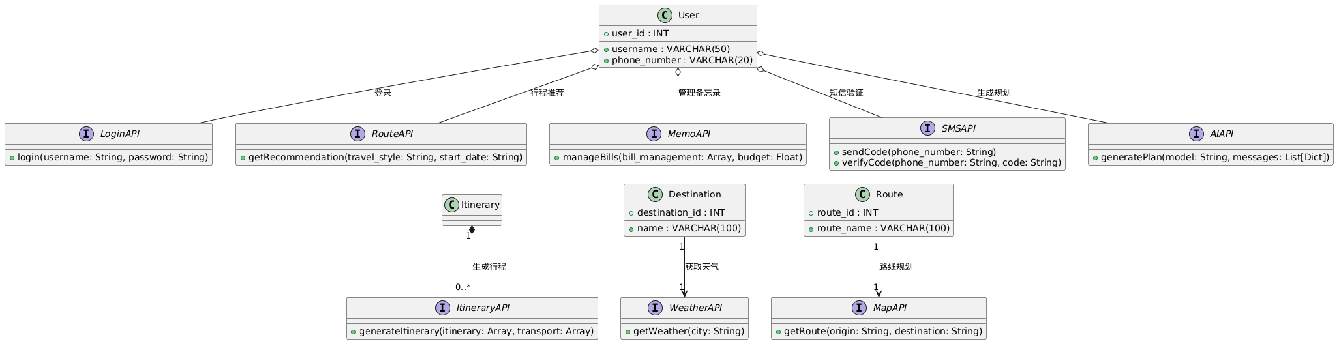 C User
user_id : INT
username : VARCHAR(50)
phone_number : VARCHAR(20)
登录
行程推荐
管理备忘录
短信验证
生成规划
I LoginAPI
login(username: String, password: String)
I RouteAPI
getRecommendation(travel_style: String, start_date: String)
I MemoAPI
manageBills(bill_management: Array, budget: Float)
I SMSAPI
sendCode(phone_number: String)
verifyCode(phone_number: String, code: String)
I AIAPI
generatePlan(model: String, messages: List[Dict])
C Itinerary
C Destination
destination_id : INT
name : VARCHAR(100)
C Route
route_id : INT
route_name : VARCHAR(100)
1
生成行程
0..*
1
获取天气
1
1
路线规划
1
I ItineraryAPI
generateItinerary(itinerary: Array, transport: Array)
I WeatherAPI
getWeather(city: String)
I MapAPI
getRoute(origin: String, destination: String)